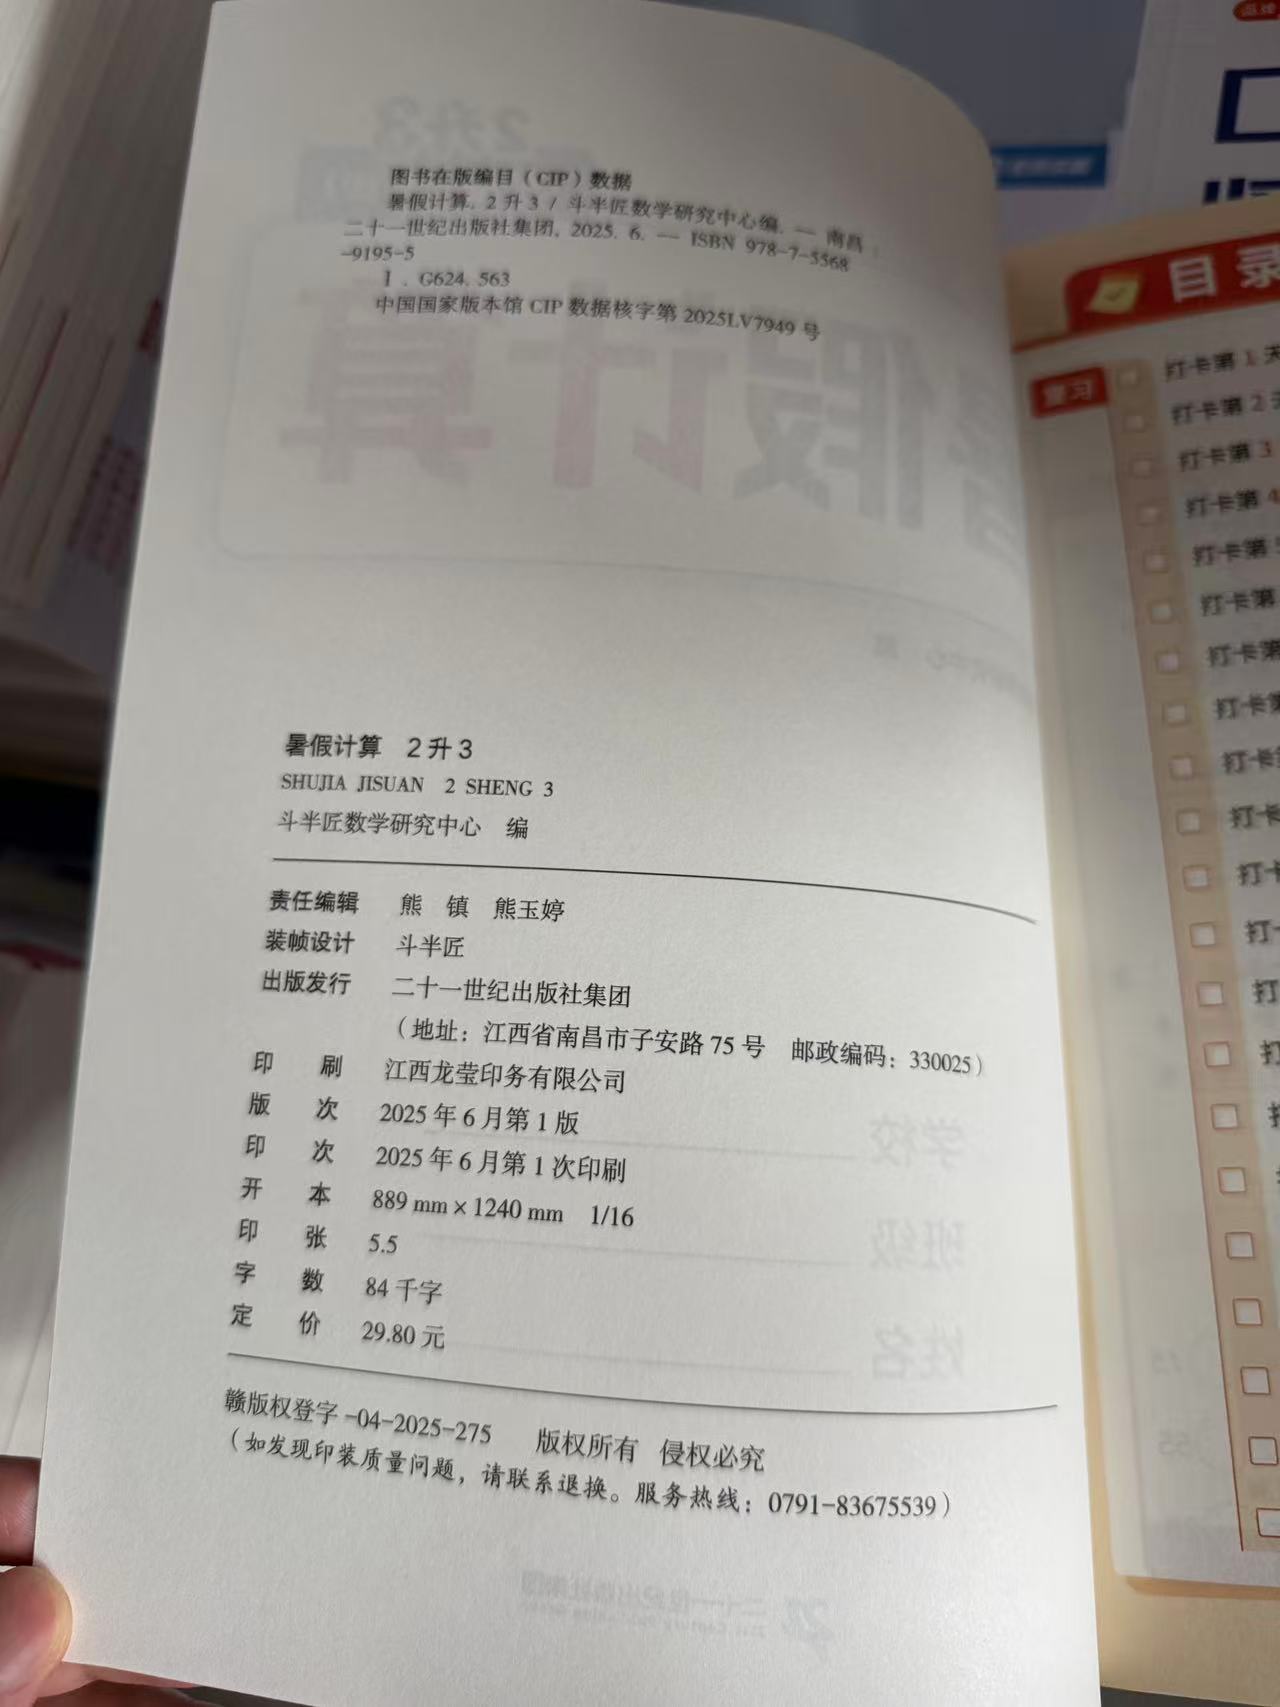 图书在版编目（CIP）数据
暑假计算. 2升3 / 斗半匠数学研究中心编. — 南昌：
二十一世纪出版社集团, 2025. 6. — ISBN 978-7-5568
-9195-5
Ⅰ. G624. 563
中国国家版本馆 CIP 数据核字第 2025LV7949 号
暑假计算 2升3
SHUJIA JISUAN 2 SHENG 3
斗半匠数学研究中心 编
责任编辑 熊 镇 熊玉婷
装帧设计 斗半匠
出版发行 二十一世纪出版社集团
（地址：江西省南昌市子安路 75 号 邮政编码：330025）
印 刷 江西龙莹印务有限公司
版 次 2025 年 6 月第 1 版
印 次 2025 年 6 月第 1 次印刷
开 本 889 mm × 1240 mm 1/16
印 张 5.5
字 数 84 千字
定 价 29.80 元
赣版权登字 -04-2025-275 版权所有 侵权必究
（如发现印装质量问题，请联系退换。服务热线：0791-83675539）
目录
复习
打卡第 1 天
打卡第 2
打卡第 3
打卡第 4
打卡第 5
打卡第
打卡第
打卡第
打卡
打卡
打卡
打
打
打